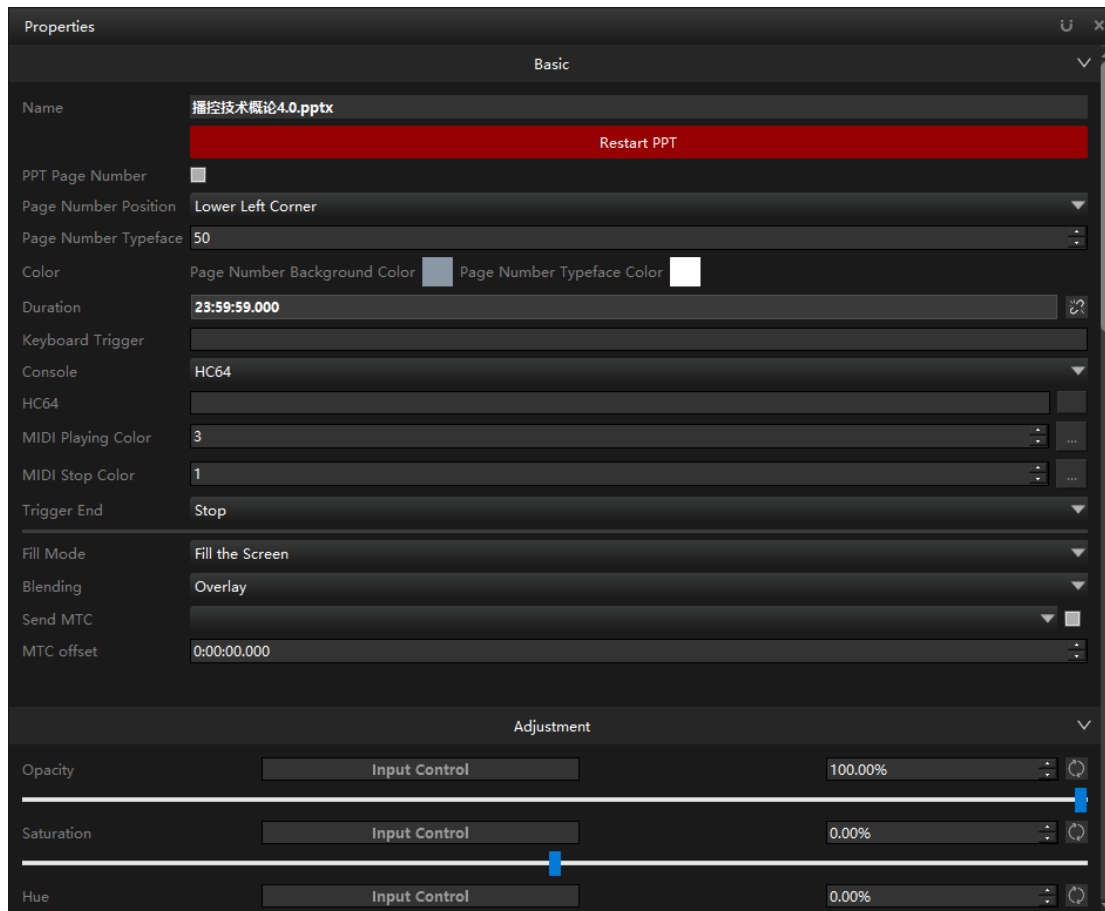 Properties
Basic
Name 播控技术概论4.0.pptx
Restart PPT
PPT Page Number
Page Number Position Lower Left Corner
Page Number Typeface 50
Color Page Number Background Color Page Number Typeface Color
Duration 23:59:59.000
Keyboard Trigger
Console HC64
HC64
MIDI Playing Color 3 ...
MIDI Stop Color 1 ...
Trigger End Stop
Fill Mode Fill the Screen
Blending Overlay
Send MTC
MTC offset 0:00:00.000
Adjustment
Opacity Input Control 100.00%
Saturation Input Control 0.00%
Hue Input Control 0.00%